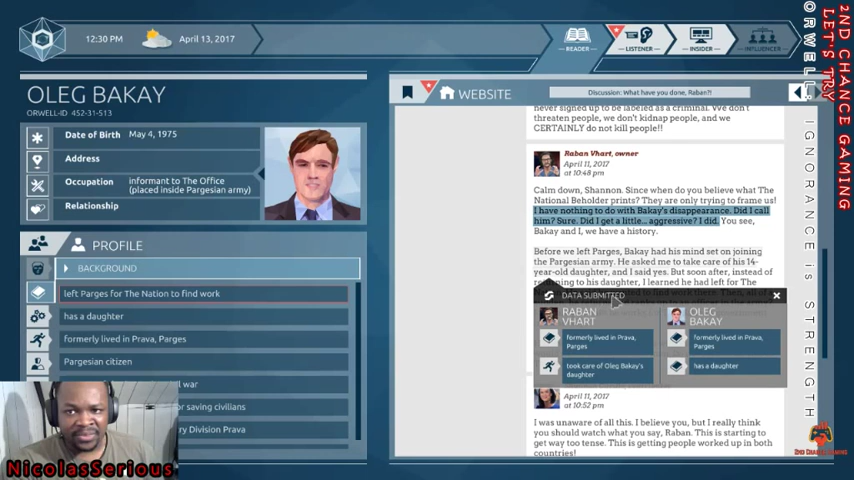 12:30 PM
April 13, 2017
READER
LISTENER
INSIDER
INFLUENCER
OLEG BAKAY
ORWELL-ID 452-31-513
Date of Birth May 4, 1975
Address
Occupation informant to The Office
(placed inside Pargesian army)
Relationship
PROFILE
BACKGROUND
left Parges for The Nation to find work
has a daughter
formerly lived in Prava, Parges
Pargesian citizen
war
for saving civilians
ry Division Prava
NicolasSerious
WEBSITE
Discussion: What have you done, Raban?!
never signed up to be labeled as a criminal. We don't
threaten people, we don't kidnap people, and we
CERTAINLY do not kill people!!
Raban Vhart, owner
April 11, 2017
at 10:48 pm
Calm down, Shannon. Since when do you believe what The
National Beholder prints? They are only trying to frame us!
I have nothing to do with Bakay's disappearance. Did I call
him? Sure. Did I get a little... aggressive? I did. You see,
Bakay and I, we have a history.
Before we left Parges, Bakay had his mind set on joining
the Pargesian army. He asked me to take care of his 14-
year-old daughter, and I said yes. But soon after, instead of
DATA SUBMITTED
RABAN
VHART
formerly lived in Prava,
Parges
took care of Oleg Bakay's
daughter
OLEG
BAKAY
formerly lived in Prava,
Parges
has a daughter
April 11, 2017
at 10:52 pm
I was unaware of all this. I believe you, but I really think
you should watch what you say, Raban. This is starting to
get way too tense. This is getting people worked up in both
countries!
2ND CHANCE GAMING
LET'S TRY
ORWELL: IGNORANCE IS STRENGTH
2ND CHANCE GAMING